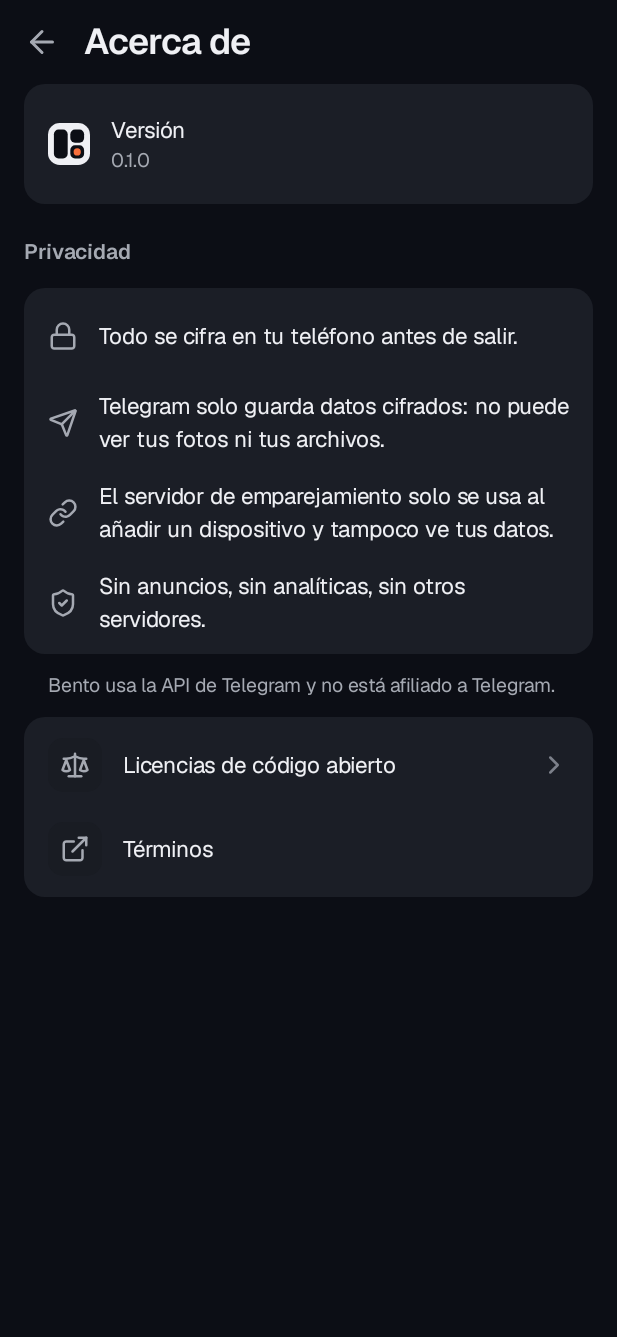 Acerca de
Versión
0.1.0
Privacidad
Todo se cifra en tu teléfono antes de salir.
Telegram solo guarda datos cifrados: no puede
ver tus fotos ni tus archivos.
El servidor de emparejamiento solo se usa al
añadir un dispositivo y tampoco ve tus datos.
Sin anuncios, sin analíticas, sin otros
servidores.
Bento usa la API de Telegram y no está afiliado a Telegram.
Licencias de código abierto
Términos